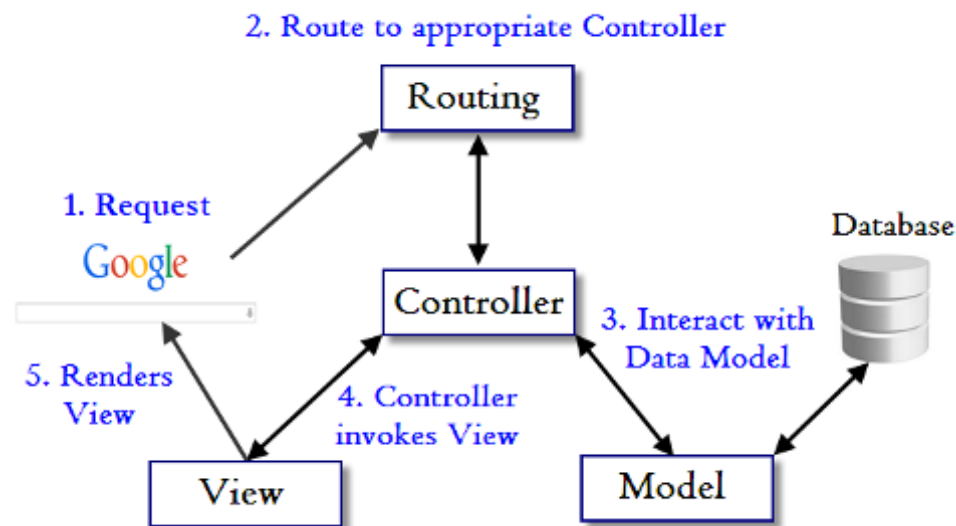 2. Route to appropriate Controller
Routing
1. Request
Google
Database
Controller
3. Interact with
Data Model
5. Renders
View
4. Controller
invokes View
View
Model